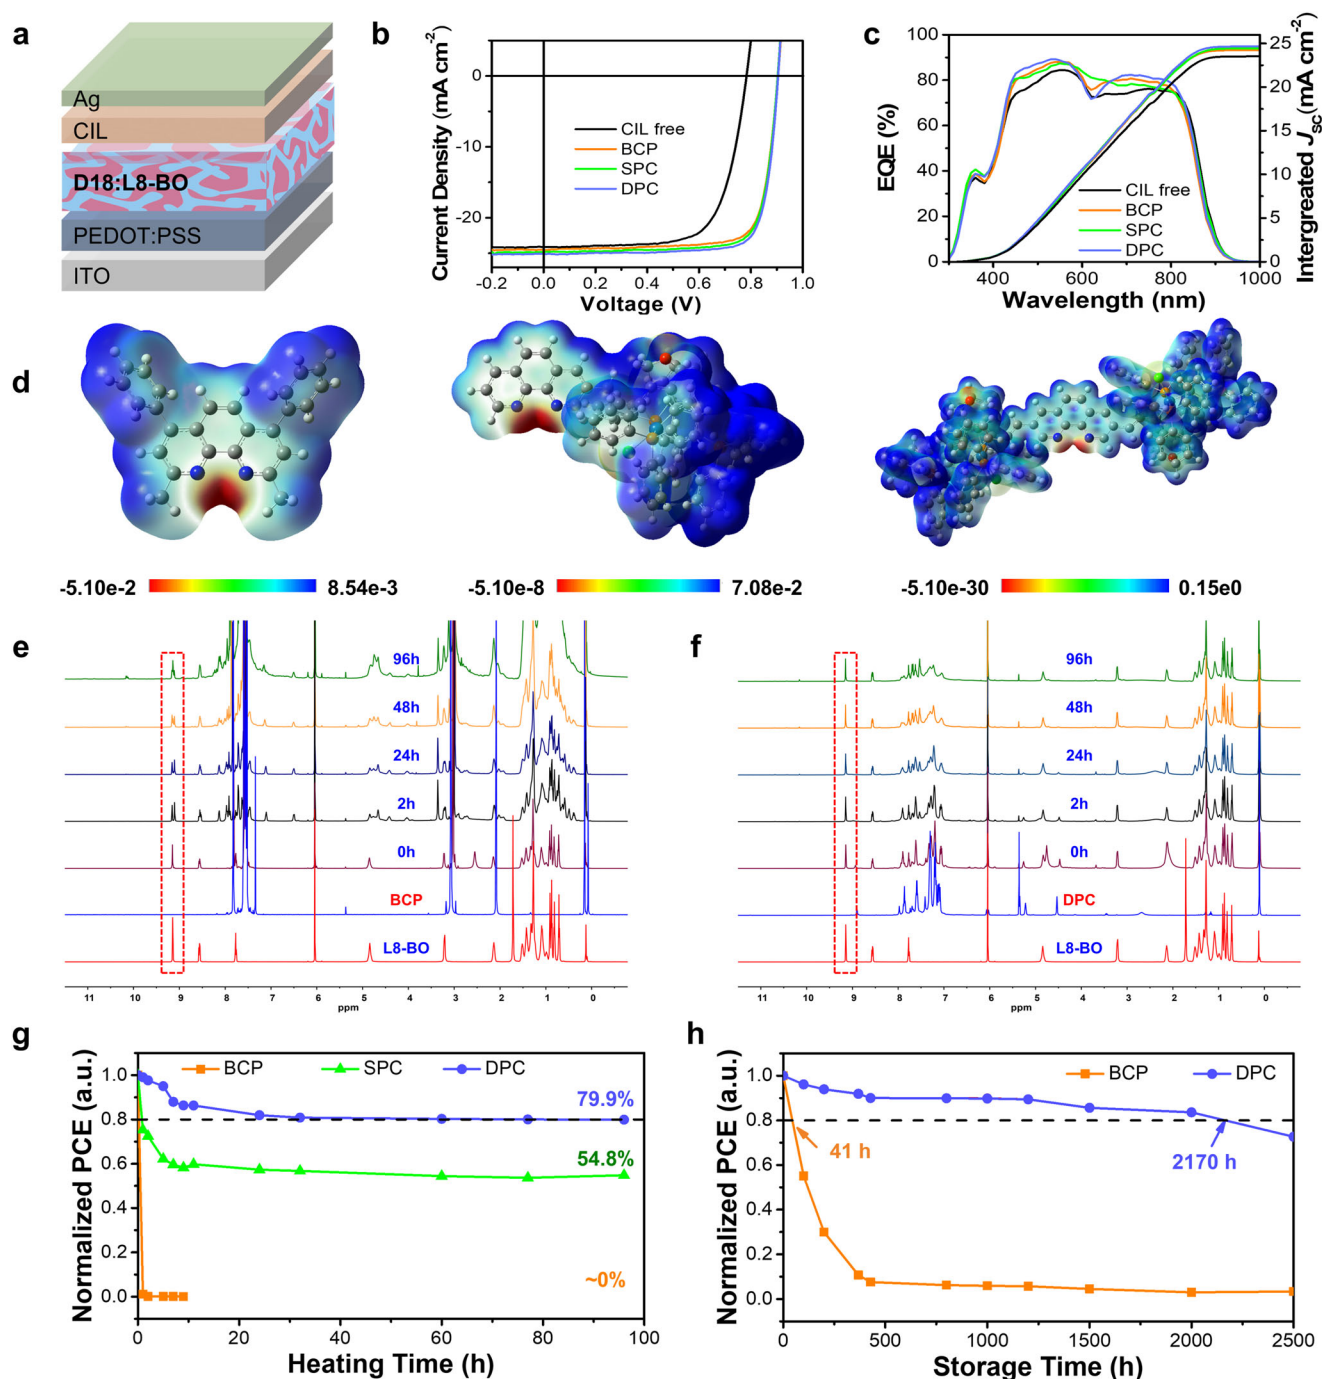 a
Ag
CIL
D18:L8-BO
PEDOT:PSS
ITO
b
Current Density (mA cm-2)
0
-10
-20
CIL free
BCP
SPC
DPC
-0.2 0.0 0.2 0.4 0.6 0.8 1.0
Voltage (V)
c
EQE (%)
100
80
60
40
20
0
CIL free
BCP
SPC
DPC
25
20
15
10
5
0
Intergreated Jsc (mA cm-2)
400 600 800 1000
Wavelength (nm)
d
-5.10e-2 8.54e-3
-5.10e-8 7.08e-2
-5.10e-30 0.15e0
e
96h
48h
24h
2h
0h
BCP
L8-BO
11 10 9 8 7 6 5 4 3 2 1 0
ppm
f
96h
48h
24h
2h
0h
DPC
L8-BO
11 10 9 8 7 6 5 4 3 2 1 0
ppm
g
Normalized PCE (a.u.)
1.0
0.8
0.6
0.4
0.2
0.0
BCP SPC DPC
79.9%
54.8%
~0%
0 20 40 60 80 100
Heating Time (h)
h
Normalized PCE (a.u.)
1.0
0.8
0.6
0.4
0.2
0.0
BCP DPC
41 h
2170 h
0 500 1000 1500 2000 2500
Storage Time (h)